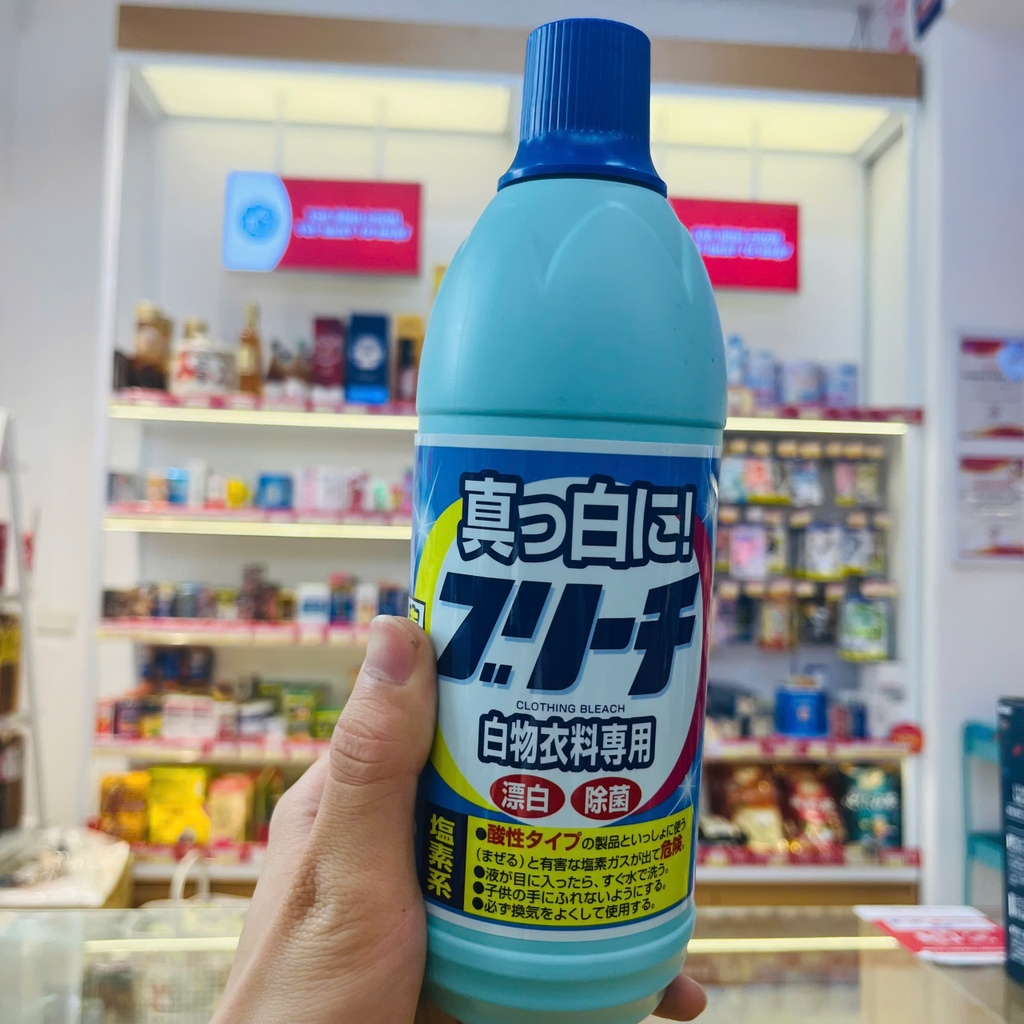 真っ白に!
ブリーチ
CLOTHING BLEACH
白物衣料専用
漂白 除菌
塩素系
●酸性タイプの製品といっしょに使う
(まぜる)と有害な塩素ガスが出て危険。
●液が目に入ったら、すぐ水で洗う。
●子供の手にふれないようにする。
●必ず換気をよくして使用する。